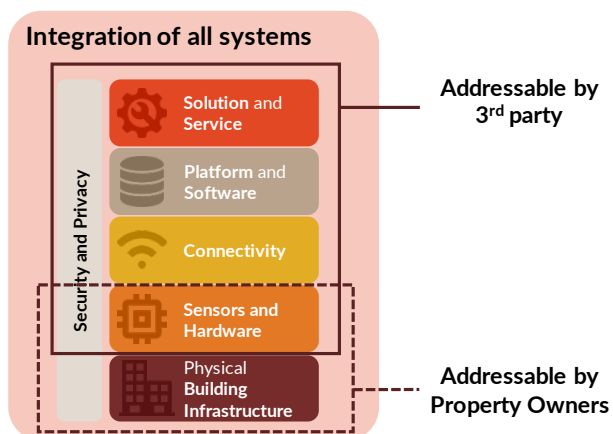 Integration of all systems
Security and Privacy
Solution and
Service
Platform and
Software
Connectivity
Sensors and
Hardware
Physical
Building
Infrastructure
Addressable by
3rd party
Addressable by
Property Owners